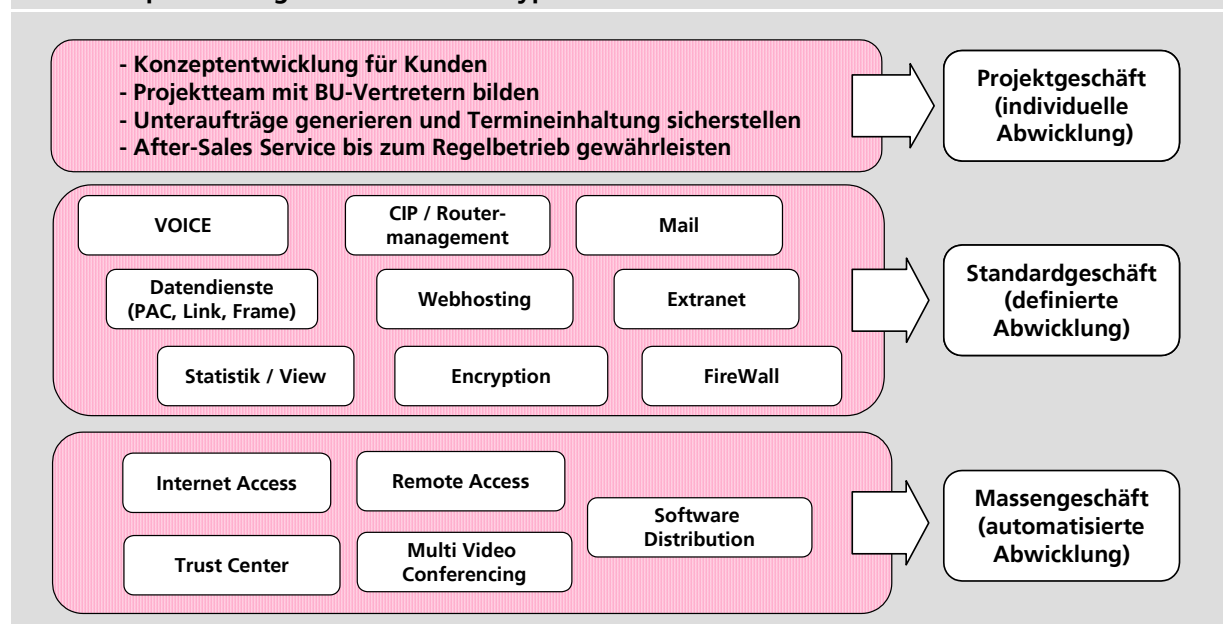 - Konzeptentwicklung für Kunden
- Projektteam mit BU-Vertretern bilden
- Unteraufträge generieren und Termineinhaltung sicherstellen
- After-Sales Service bis zum Regelbetrieb gewährleisten
Projektgeschäft
(individuelle
Abwicklung)
VOICE
CIP / Router-
management
Mail
Datendienste
(PAC, Link, Frame)
Webhosting
Extranet
Statistik / View
Encryption
FireWall
Standardgeschäft
(definierte
Abwicklung)
Internet Access
Remote Access
Software
Distribution
Trust Center
Multi Video
Conferencing
Massengeschäft
(automatisierte
Abwicklung)